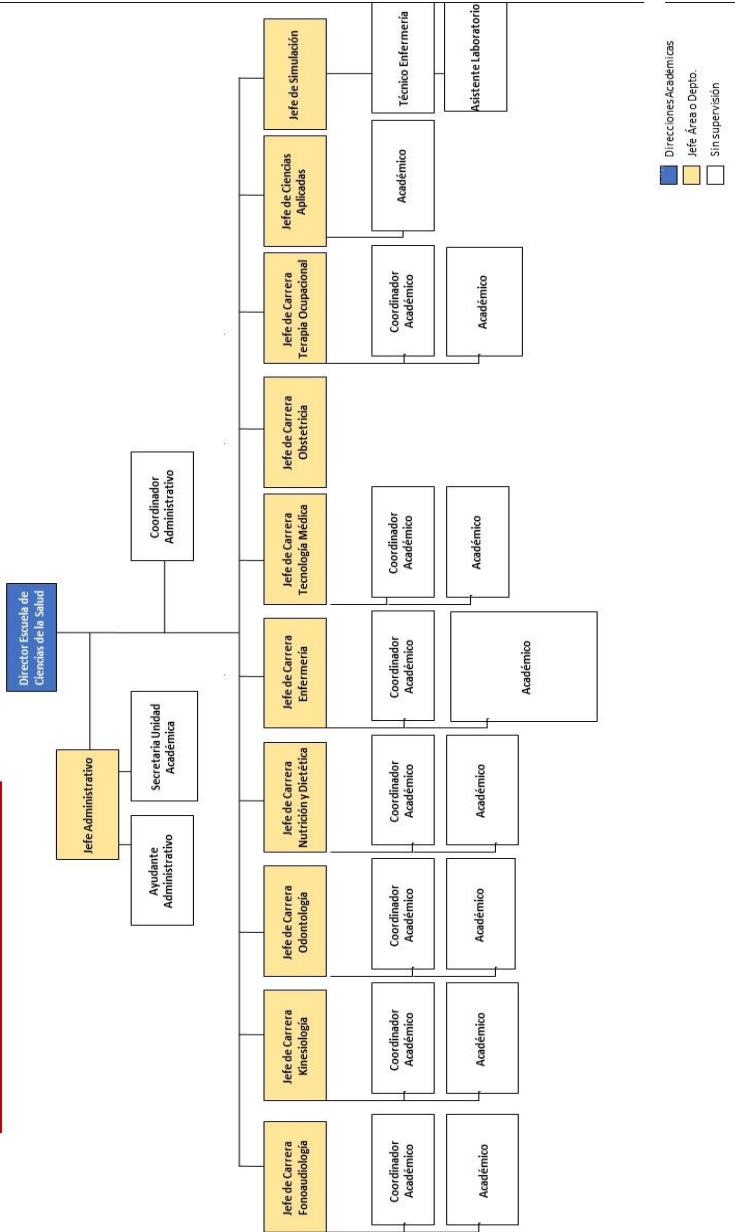 Director Escuela de
Ciencias de la Salud
Jefe Administrativo
Ayudante
Administrativo
Secretaria Unidad
Académica
Coordinador
Administrativo
Jefe de Carrera
Fonoaudiología
Jefe de Carrera
Kinesiología
Jefe de Carrera
Odontología
Jefe de Carrera
Nutrición y Dietética
Jefe de Carrera
Enfermería
Jefe de Carrera
Tecnología Médica
Jefe de Carrera
Obstetricia
Jefe de Carrera
Terapia Ocupacional
Jefe de Ciencias
Aplicadas
Jefe de Simulación
Coordinador
Académico
Coordinador
Académico
Coordinador
Académico
Coordinador
Académico
Coordinador
Académico
Coordinador
Académico
Coordinador
Académico
Académico
Técnico Enfermería
Académico
Académico
Académico
Académico
Académico
Académico
Académico
Asistente Laboratorio
Direcciones Académicas
Jefe Área o Depto.
Sin supervisión